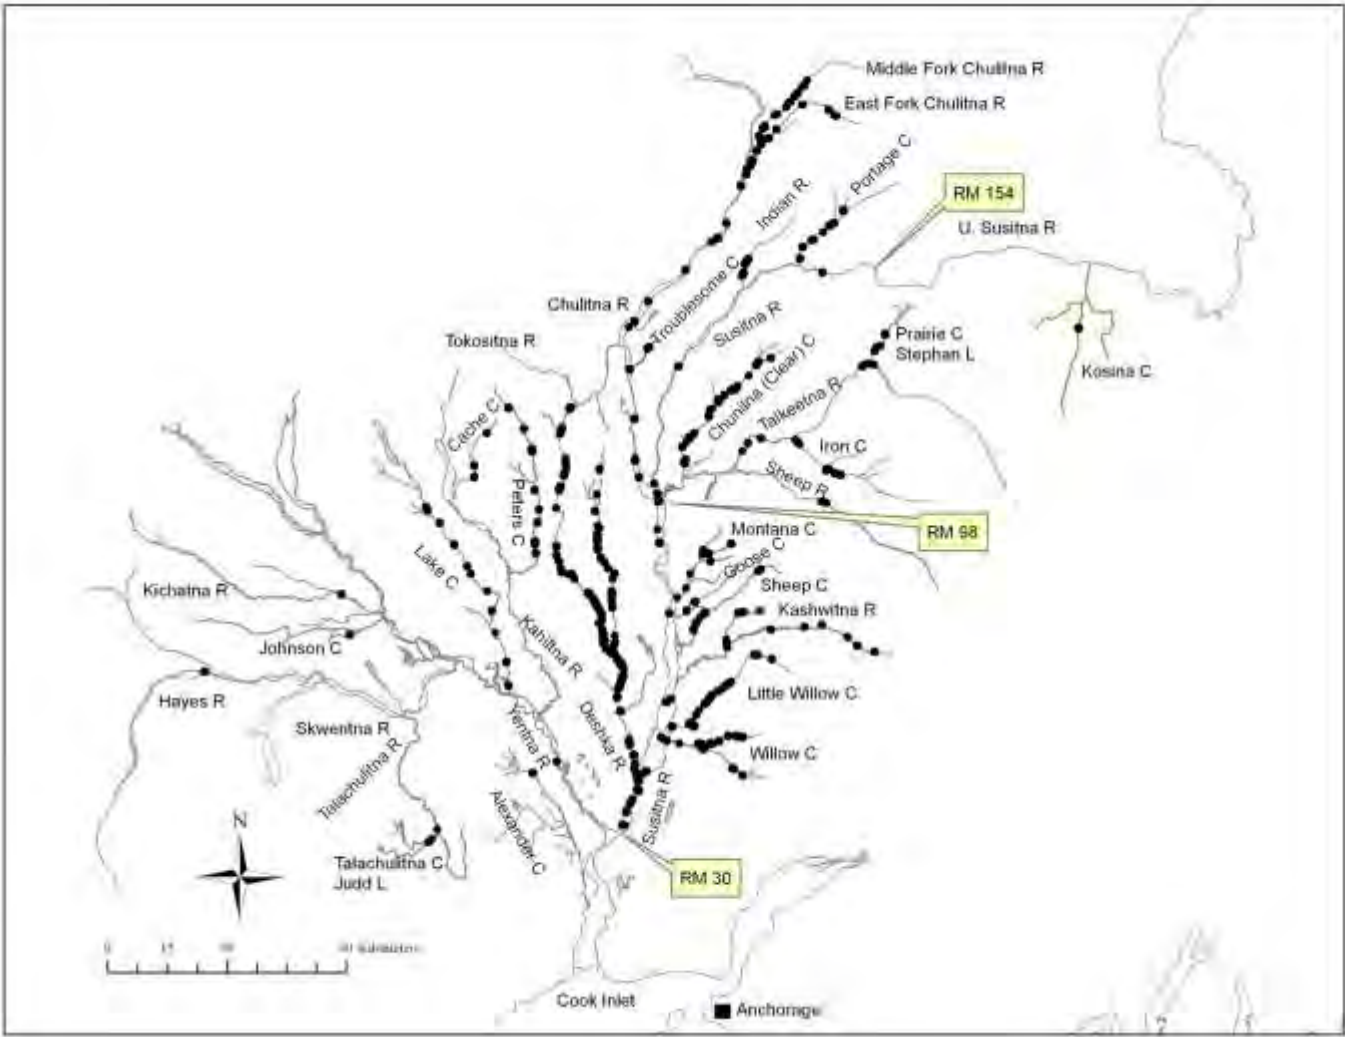 Middle Fork Chulitna R
East Fork Chulitna R
Portage C
Indian R
RM 154
U. Susitna R
Troublesome C
Chulitna R
Susitna R
Tokositna R
Prairie C
Stephan L
Kosina C
Chunilna (Clear) C
Talkeetna R
Cache C
Iron C
Sheep R
Peters C
RM 98
Montana C
Goose C
Lake C
Sheep C
Kichatna R
Kashwitna R
Johnson C
Kahiltna R
Hayes R
Little Willow C
Skwentna R
Yentna R
Deshka R
Willow C
Talachulitna R
Susitna R
Alexander C
N
Talachulitna C
Judd L
RM 30
0
Cook Inlet
Anchorage